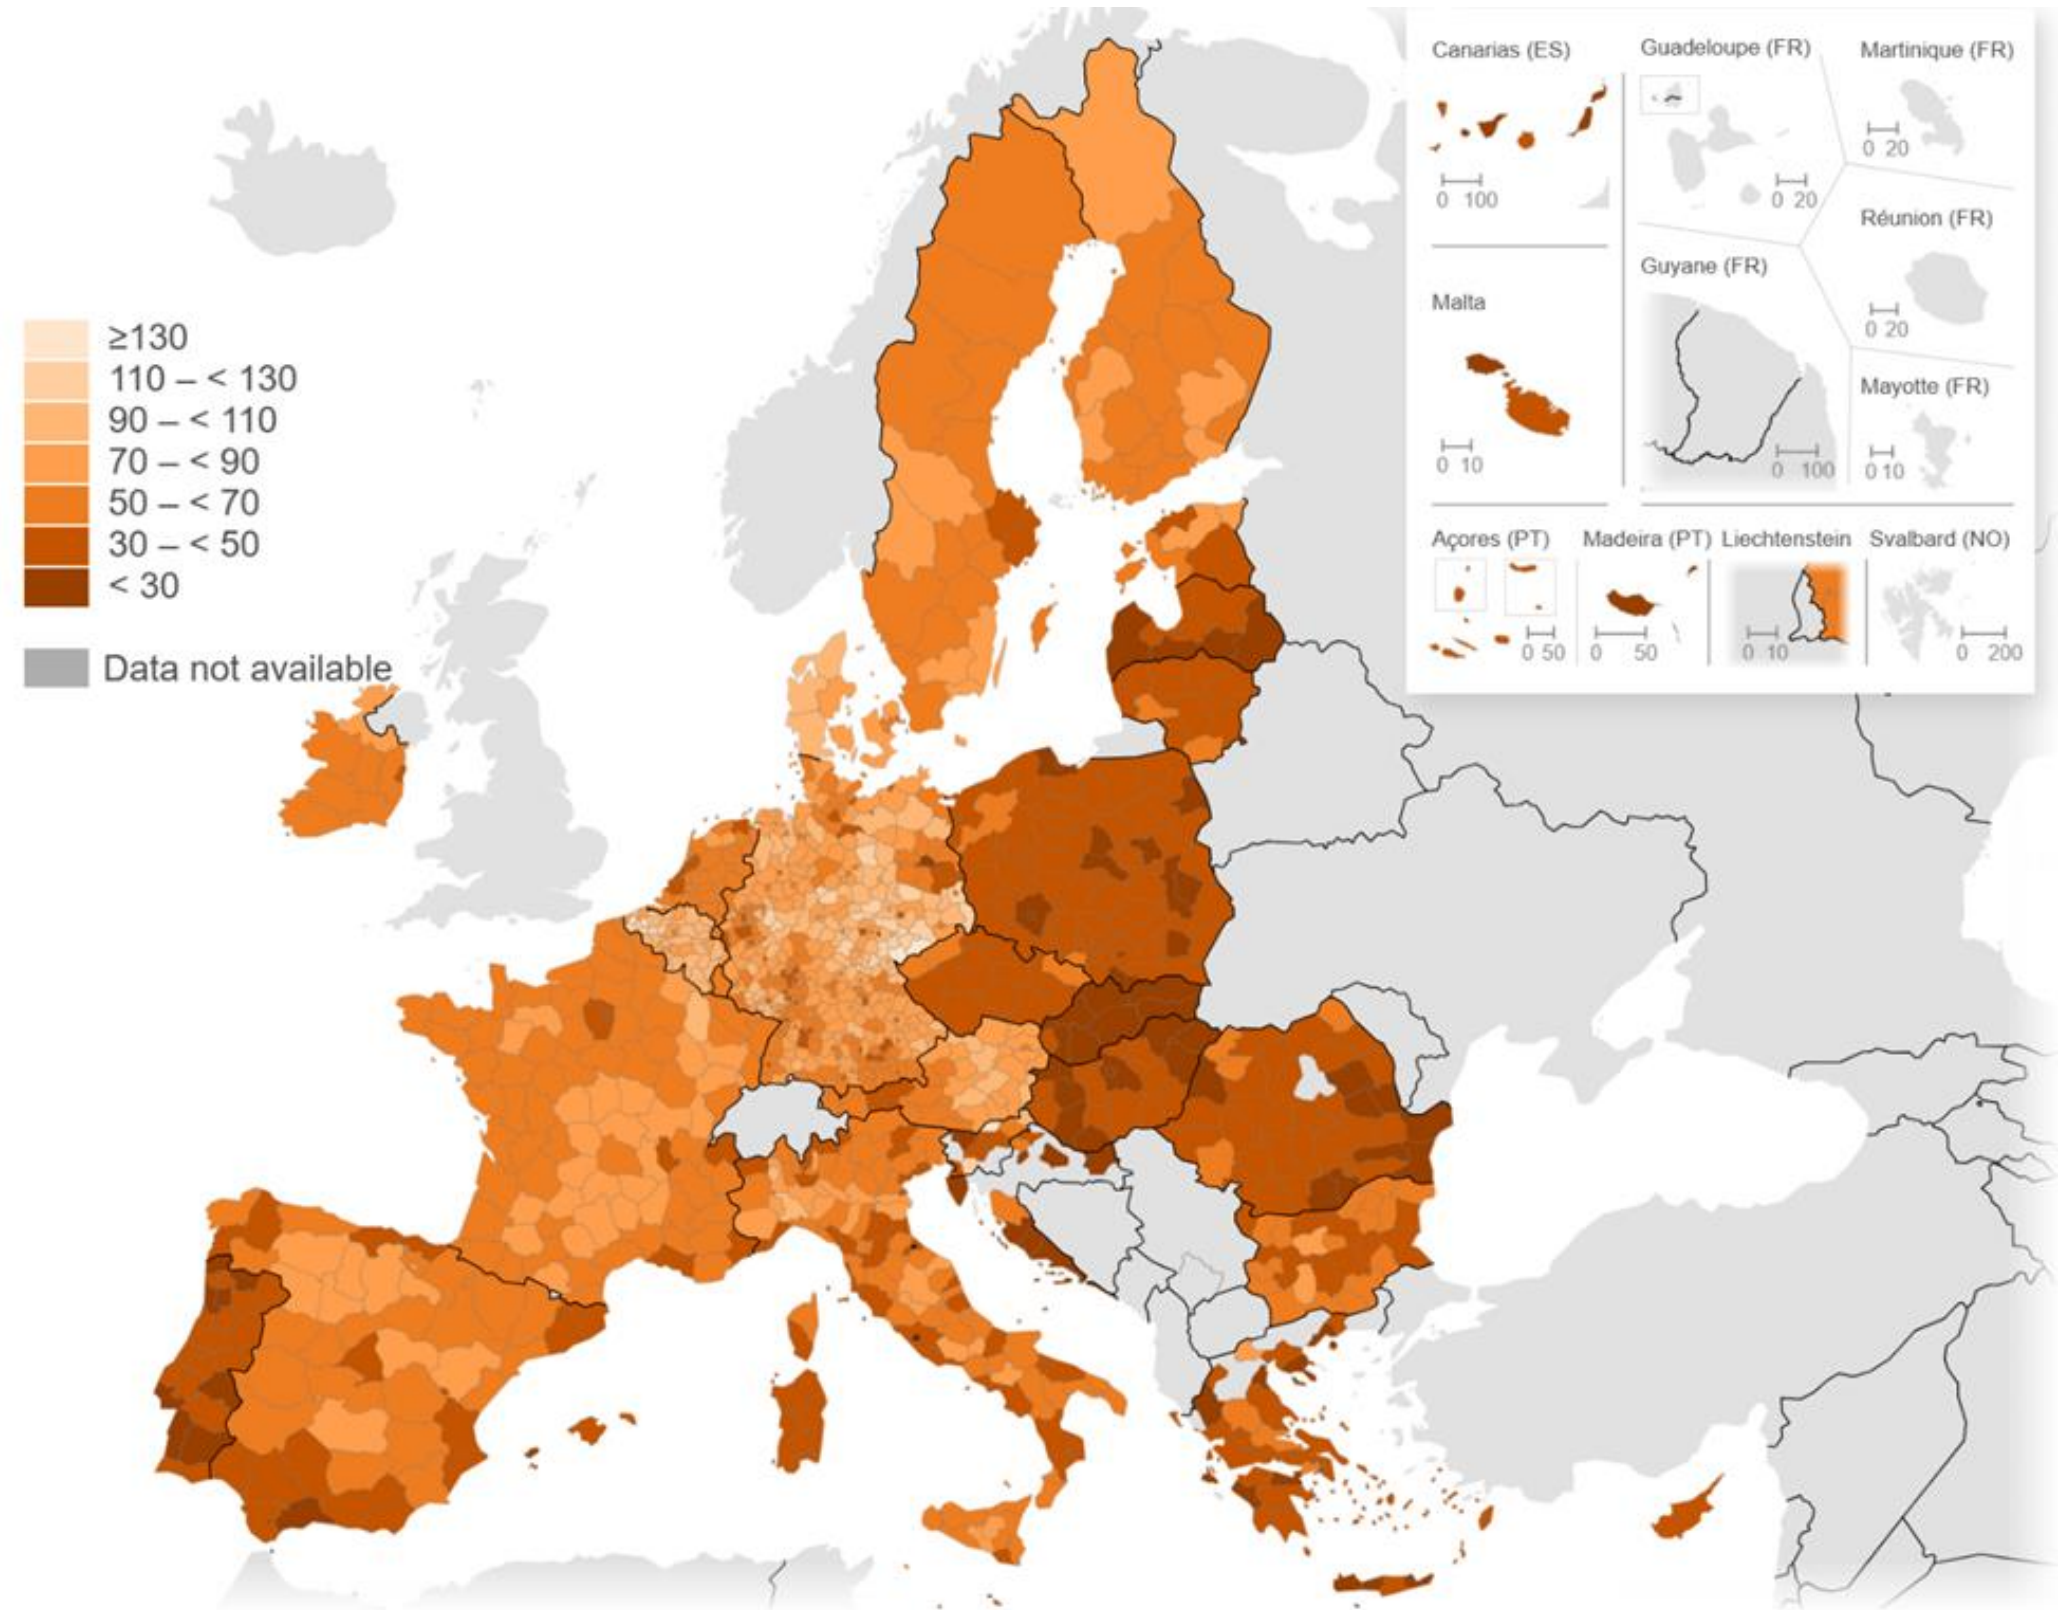 ≥130
110 – < 130
90 – < 110
70 – < 90
50 – < 70
30 – < 50
< 30
Data not available
Canarias (ES)
0 100
Guadeloupe (FR)
0 20
Martinique (FR)
0 20
Réunion (FR)
0 20
Guyane (FR)
0 100
Malta
0 10
Mayotte (FR)
0 10
Açores (PT)
0 50
Madeira (PT)
0 50
Liechtenstein
0 10
Svalbard (NO)
0 200